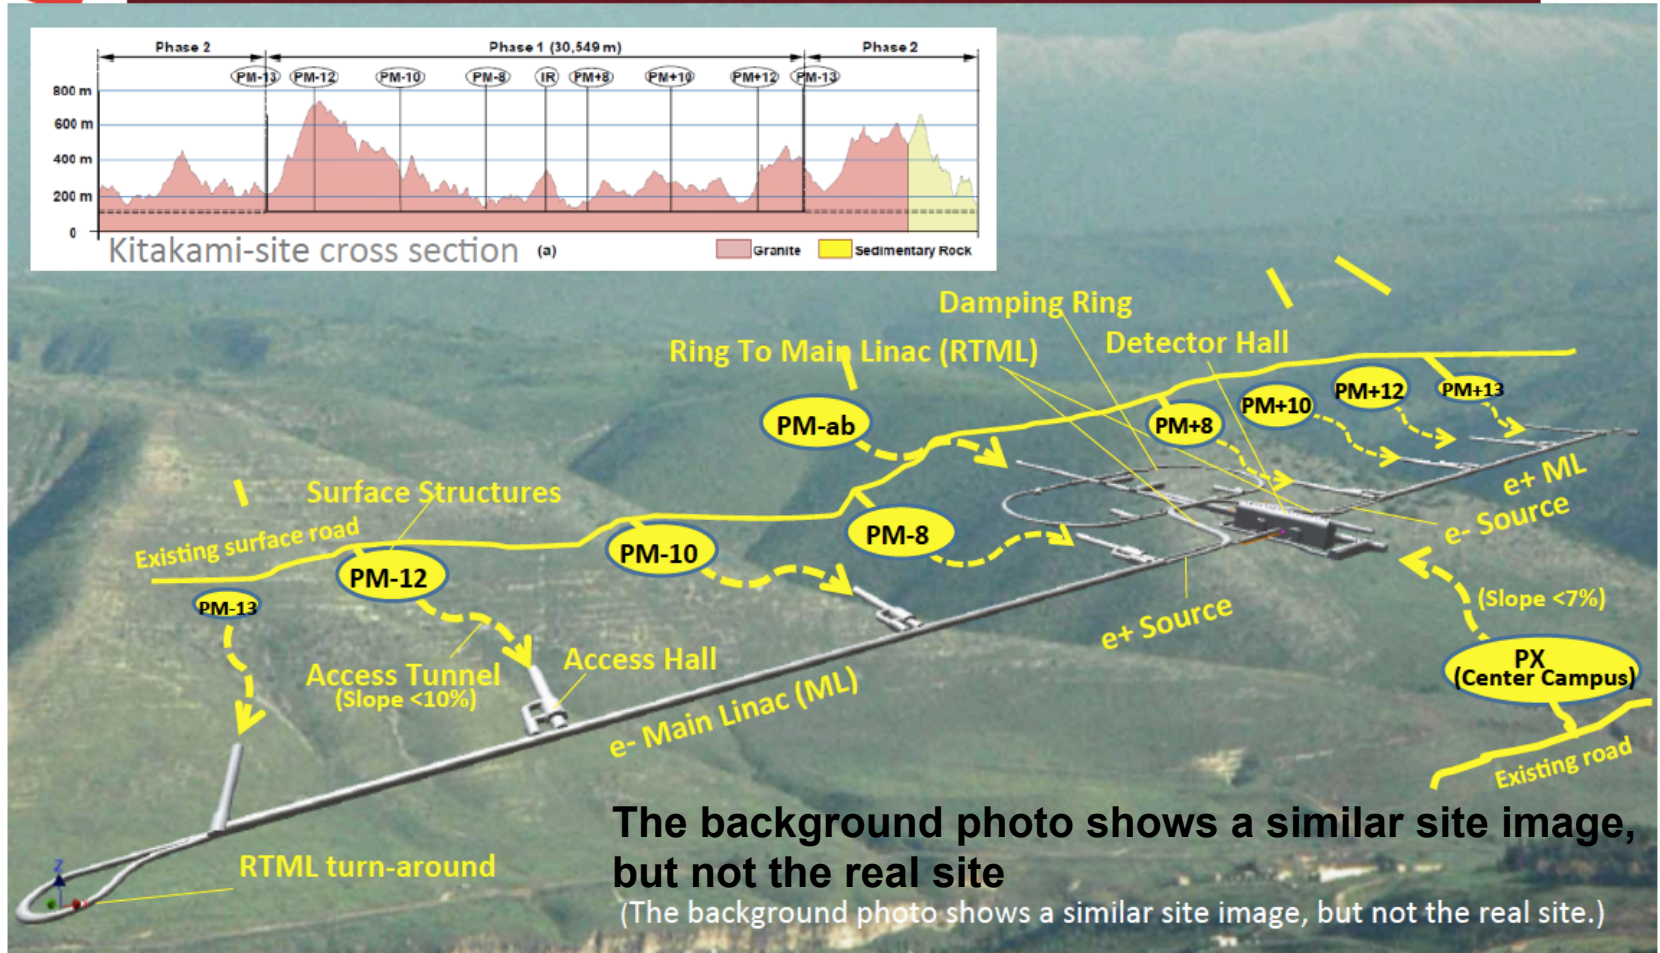 Phase 2
Phase 1 (30,549 m)
Phase 2
PM-13
PM-12
PM-10
PM-8
IR
PM+8
PM+10
PM+12
PM-13
800 m
600 m
400 m
200 m
0
Kitakami-site cross section
(a)
Granite
Sedimentary Rock
Damping Ring
Ring To Main Linac (RTML)
Detector Hall
PM-ab
PM+8
PM+10
PM+12
PM+13
Surface Structures
Existing surface road
PM-13
PM-12
PM-10
PM-8
e+ ML
e- Source
(Slope <7%)
e+ Source
PX
(Center Campus)
Access Tunnel
(Slope <10%)
Access Hall
e- Main Linac (ML)
Existing road
The background photo shows a similar site image,
but not the real site
(The background photo shows a similar site image, but not the real site.)
RTML turn-around
Z